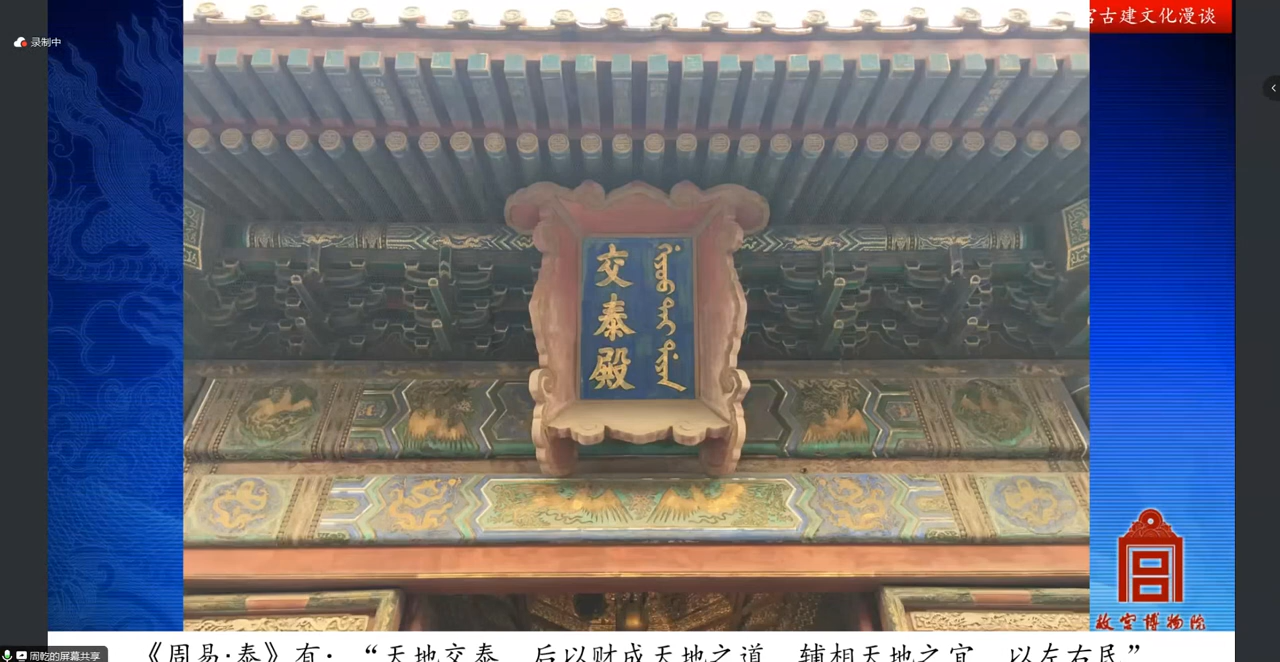 宫古建文化漫谈
录制中
交泰殿
故宫博物院
《周易·泰》有：“天地交泰，后以财成天地之道，辅相天地之宜，以左右民”
周乾的屏幕共享